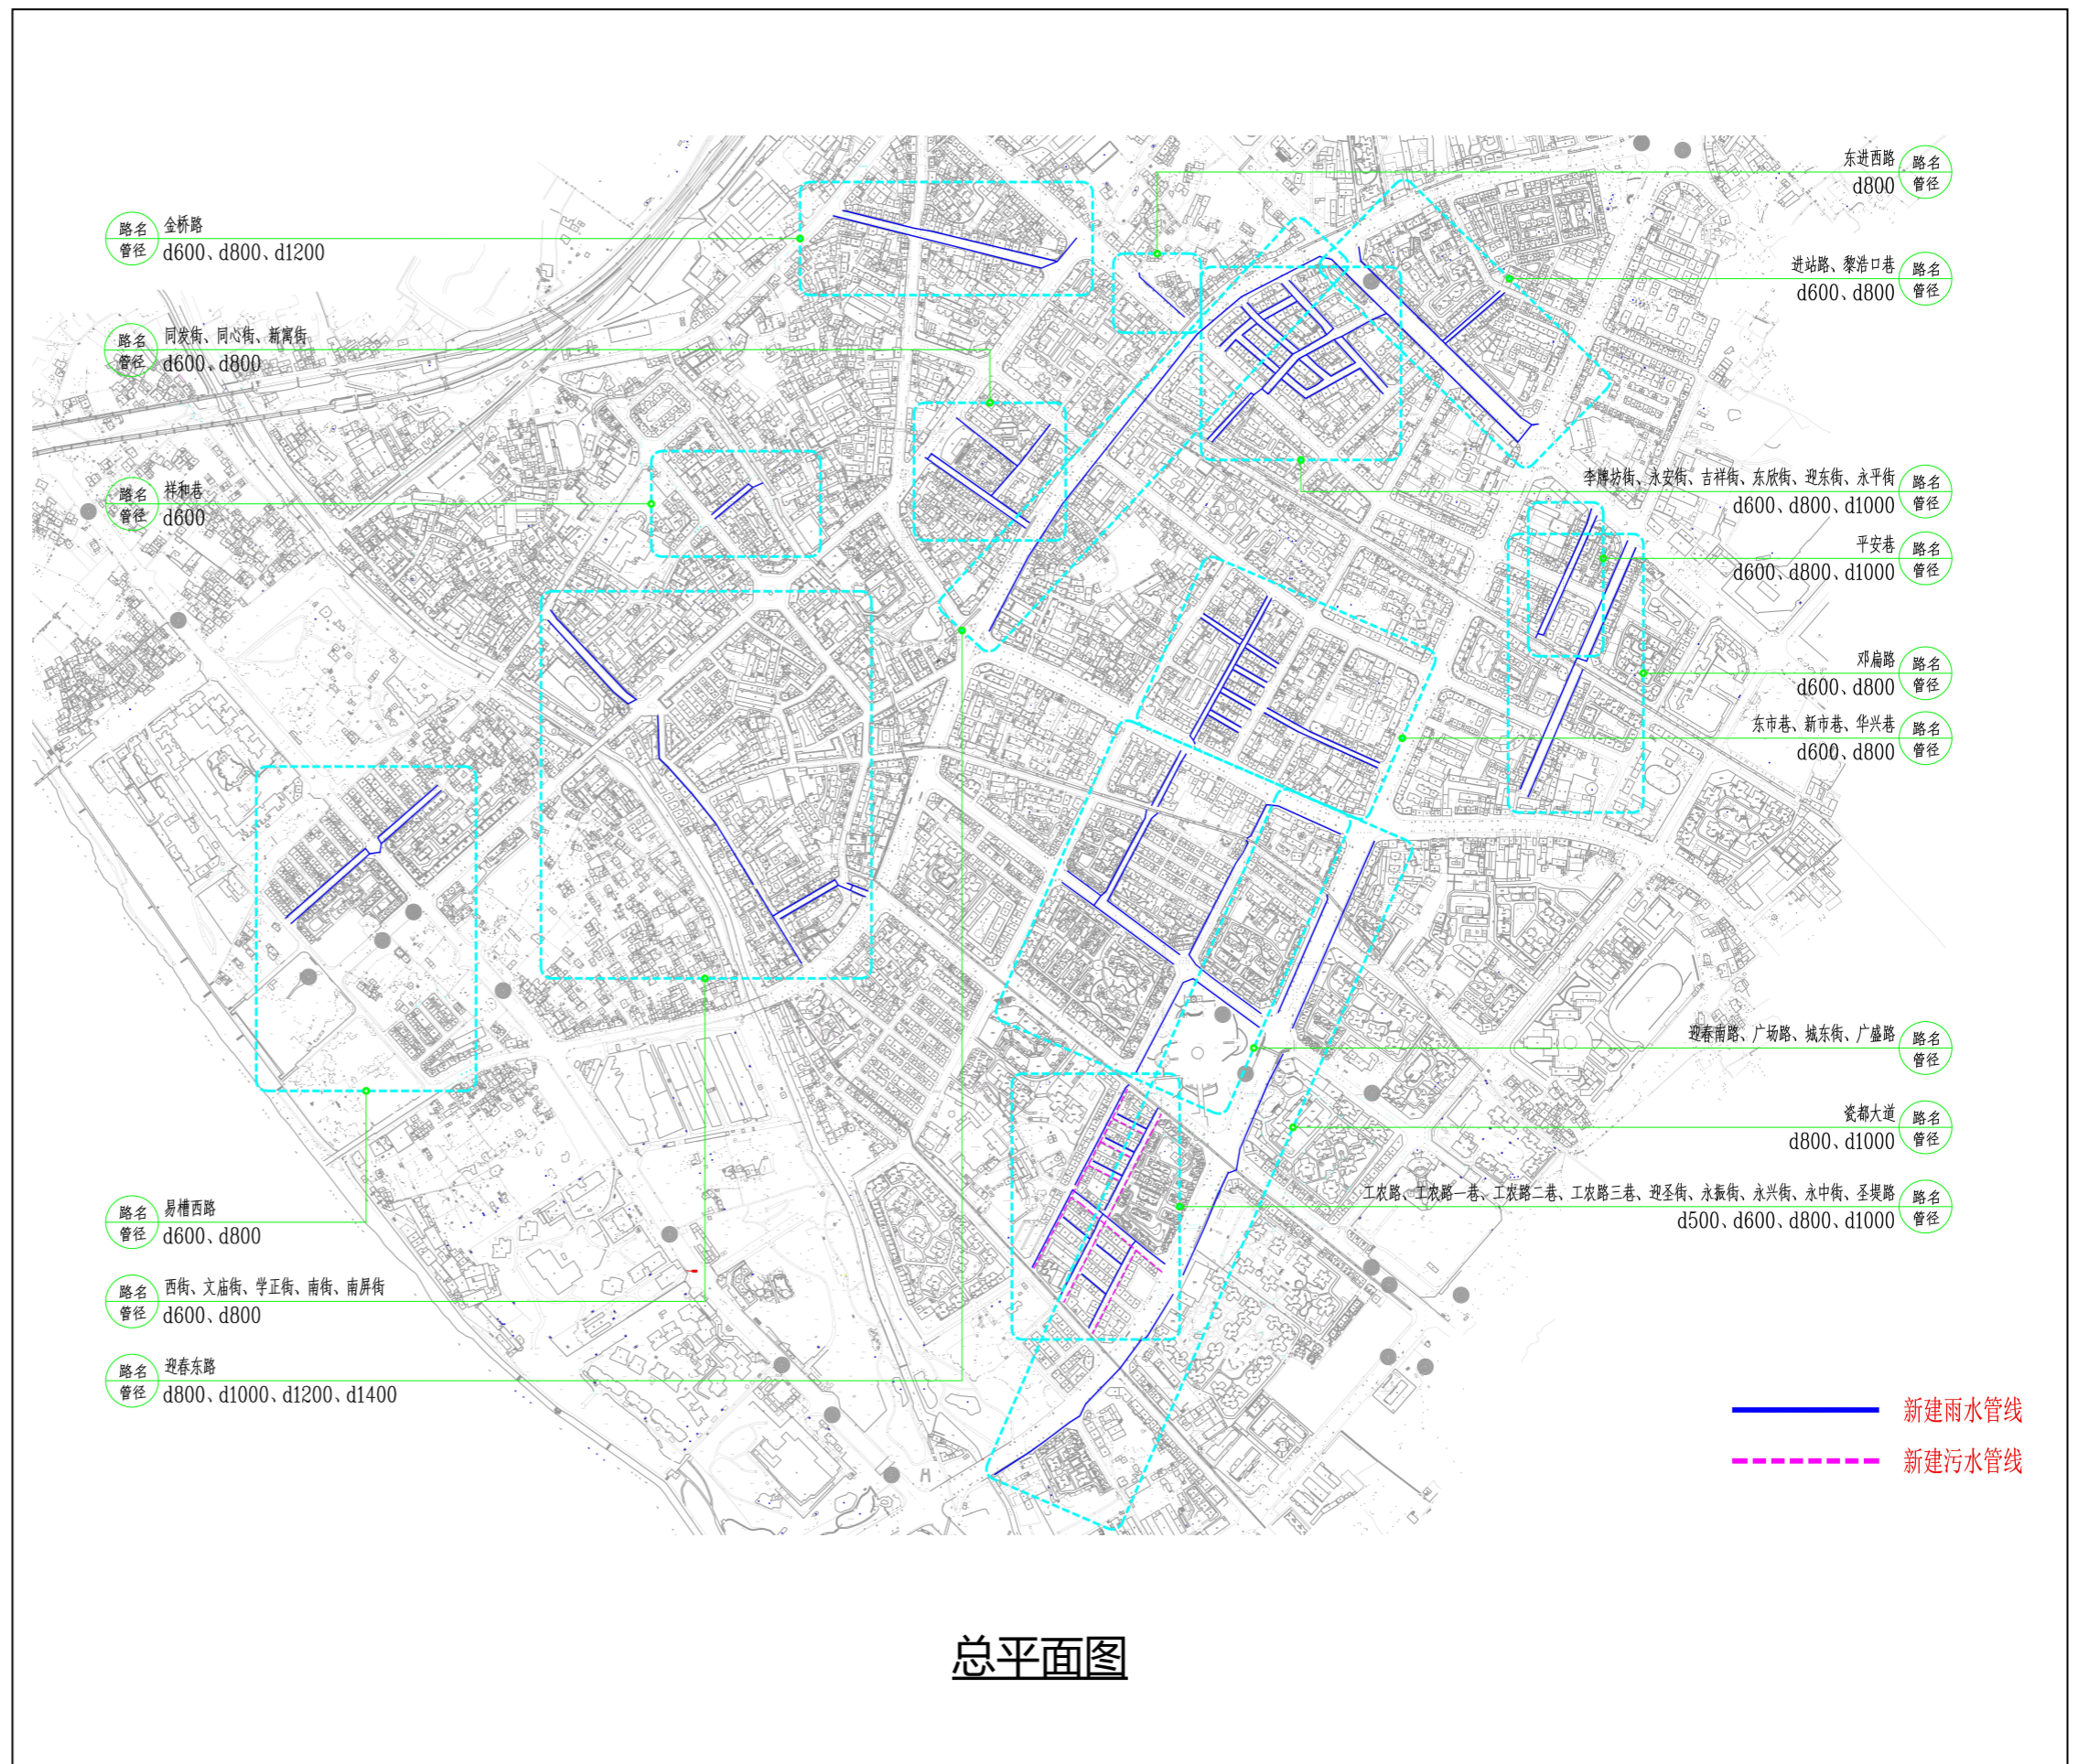 路名
管径
金桥路
d600、d800、d1200
路名
管径
同发街、同心街、新寓街
d600、d800
路名
管径
祥和巷
d600
路名
管径
易槽西路
d600、d800
路名
管径
西街、文庙街、学正街、南街、南屏街
d600、d800
路名
管径
迎春东路
d800、d1000、d1200、d1400
东进西路
d800
路名
管径
进站路、黎浩口巷
d600、d800
路名
管径
李牌坊街、永安街、吉祥街、东欣街、迎东街、永平街
d600、d800、d1000
路名
管径
平安巷
d600、d800、d1000
路名
管径
邓扁路
d600、d800
路名
管径
东市巷、新市巷、华兴巷
d600、d800
路名
管径
迎春南路、广场路、城东街、广盛路
路名
管径
瓷都大道
d800、d1000
路名
管径
工农路、工农路一巷、工农路二巷、工农路三巷、迎圣街、永振街、永兴街、永中街、圣堤路
d500、d600、d800、d1000
路名
管径
新建雨水管线
新建污水管线
总平面图